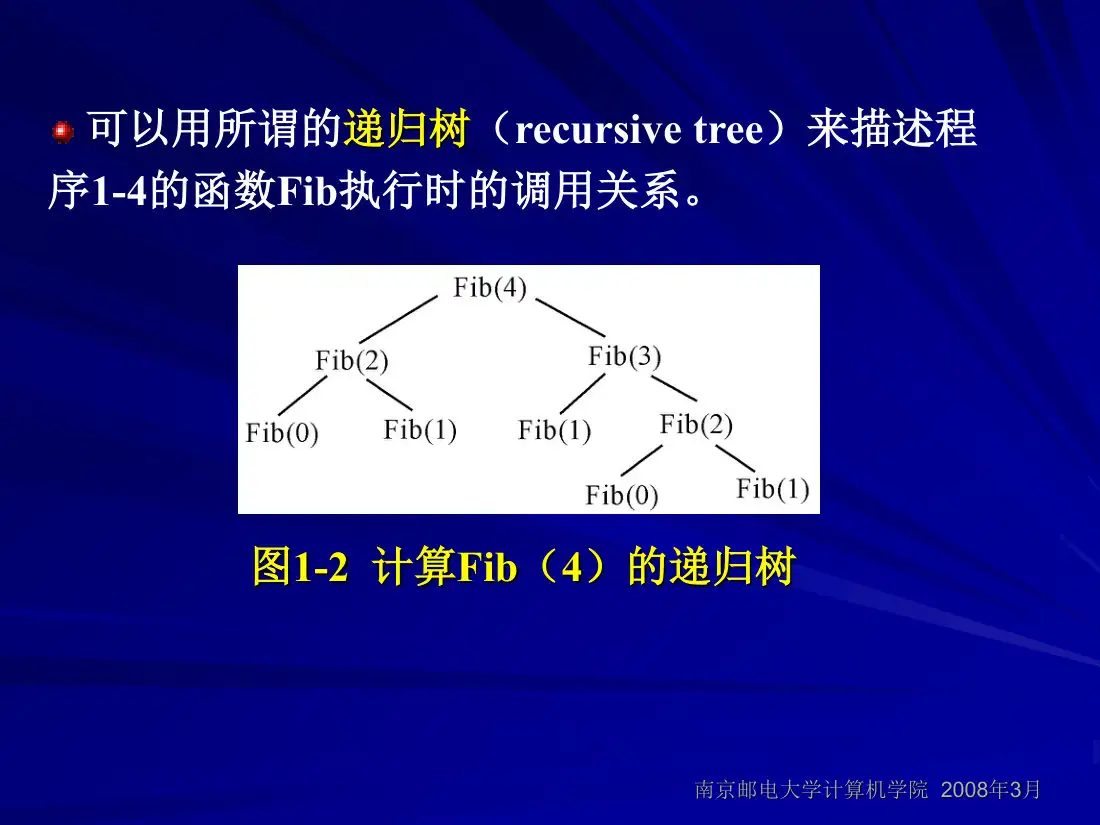 可以用所谓的递归树（recursive tree）来描述程
序1-4的函数Fib执行时的调用关系。
Fib(4)
Fib(2) Fib(3)
Fib(0) Fib(1) Fib(1) Fib(2)
Fib(0) Fib(1)
图1-2 计算Fib（4）的递归树
南京邮电大学计算机学院 2008年3月